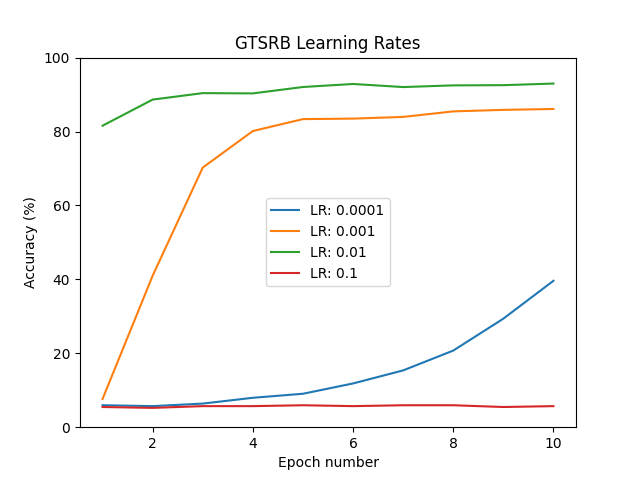 GTSRB Learning Rates
100
80
60
40
20
0
Accuracy (%)
LR: 0.0001
LR: 0.001
LR: 0.01
LR: 0.1
2 4 6 8 10
Epoch number